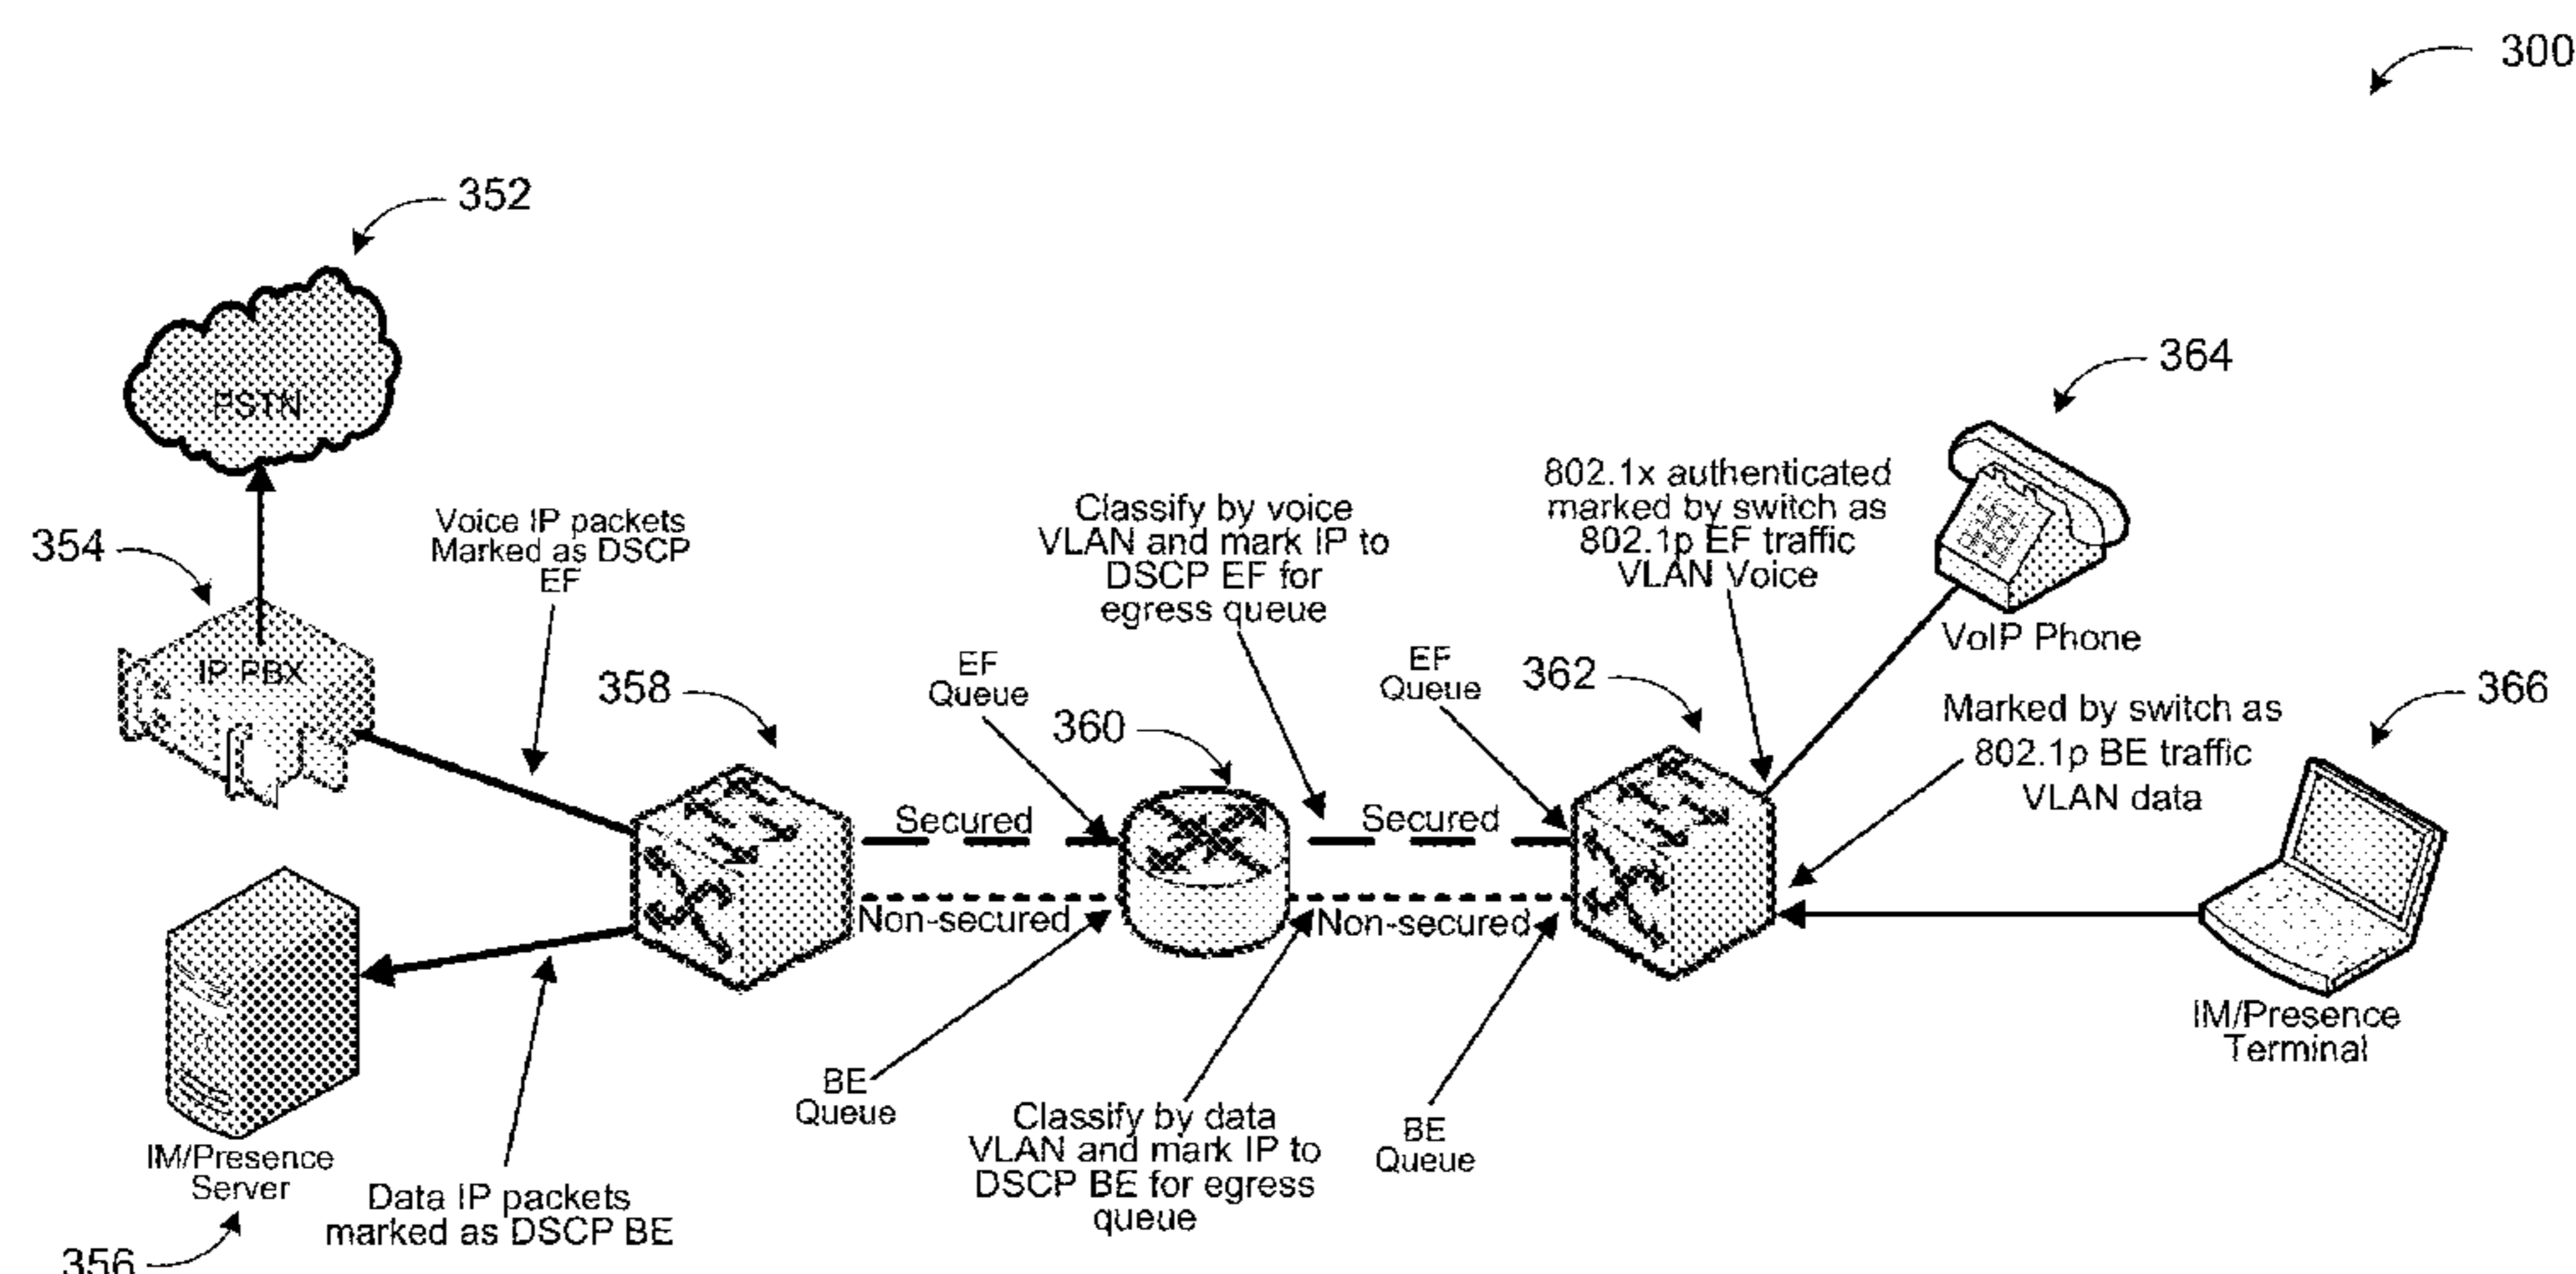 300
352
PSTN
354
IP PBX
Voice IP packets
Marked as DSCP
EF
358
EF
Queue
360
Classify by voice
VLAN and mark IP to
DSCP EF for
egress queue
EF
Queue
362
802.1x authenticated
marked by switch as
802.1p EF traffic
VLAN Voice
364
VoIP Phone
Marked by switch as
802.1p BE traffic
VLAN data
366
Secured
Secured
Non-secured
Non-secured
IM/Presence
Terminal
BE
Queue
Classify by data
VLAN and mark IP to
DSCP BE for egress
queue
BE
Queue
IM/Presence
Server
Data IP packets
marked as DSCP BE
356